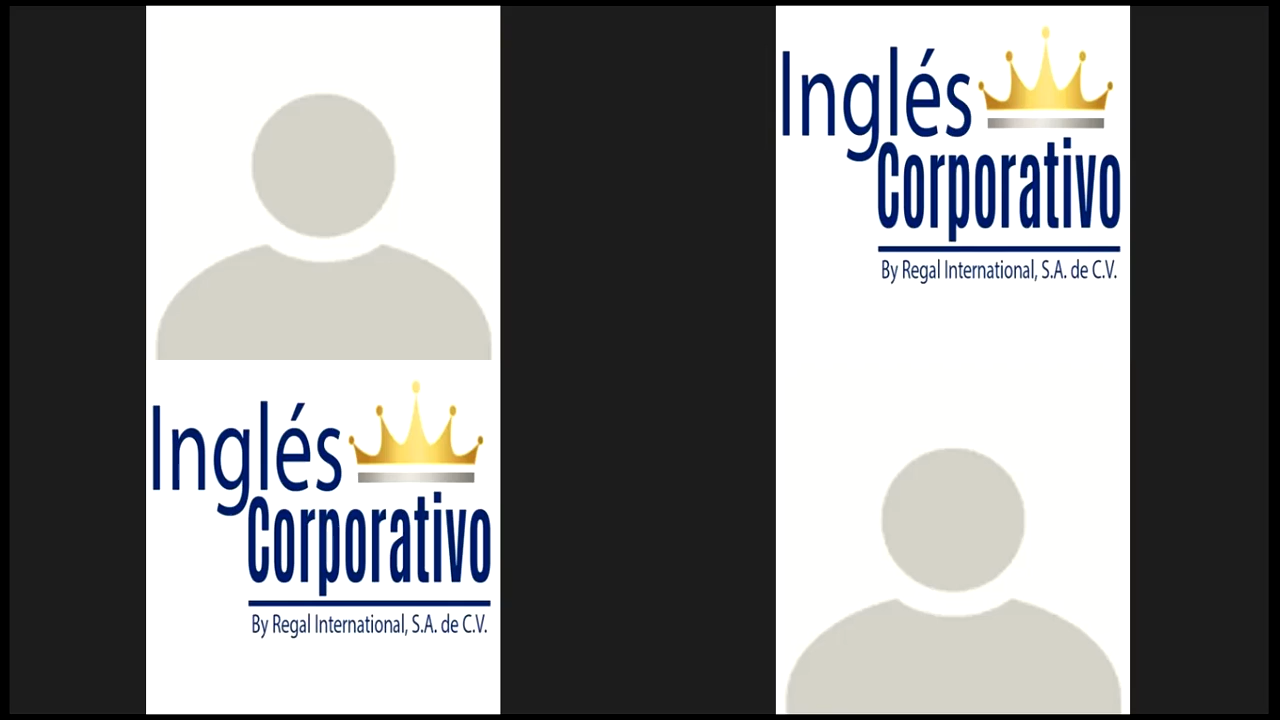 Inglés
Corporativo
By Regal International, S.A. de C.V.
Inglés
Corporativo
By Regal International, S.A. de C.V.